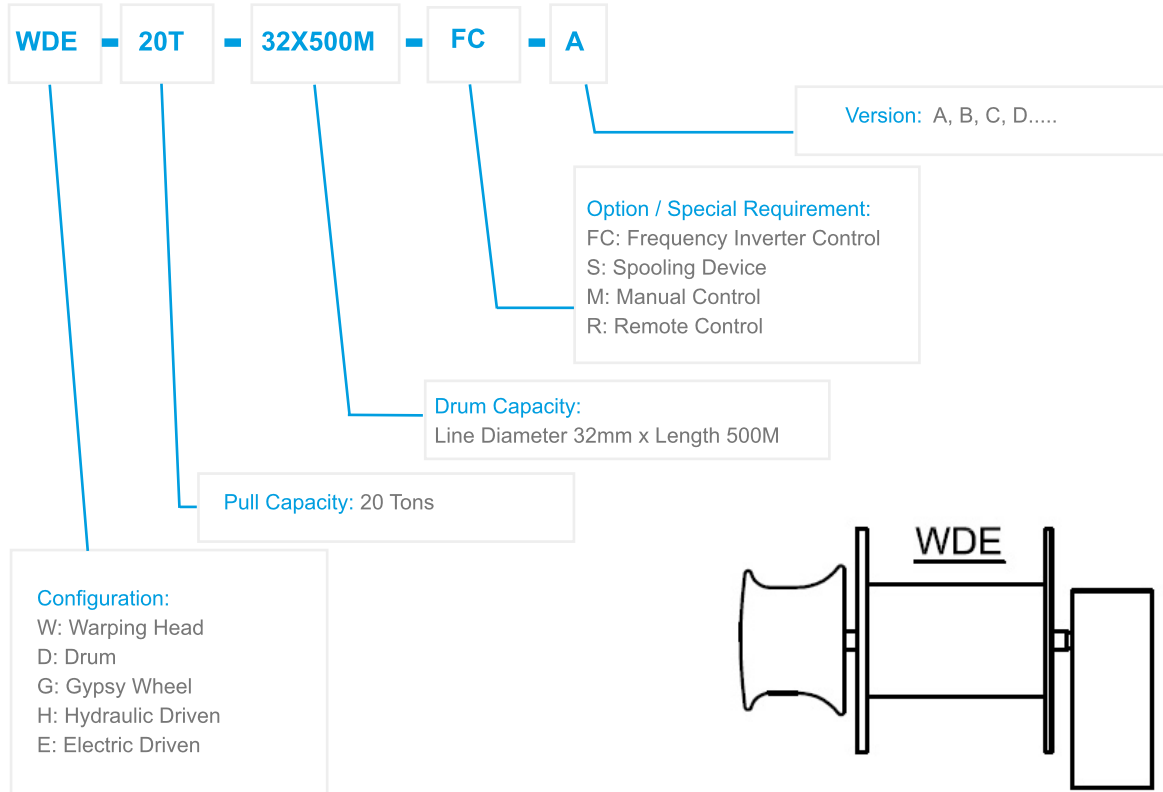 WDE - 20T - 32X500M - FC - A
Version: A, B, C, D.....
Option / Special Requirement:
FC: Frequency Inverter Control
S: Spooling Device
M: Manual Control
R: Remote Control
Drum Capacity:
Line Diameter 32mm x Length 500M
Pull Capacity: 20 Tons
Configuration:
W: Warping Head
D: Drum
G: Gypsy Wheel
H: Hydraulic Driven
E: Electric Driven
WDE